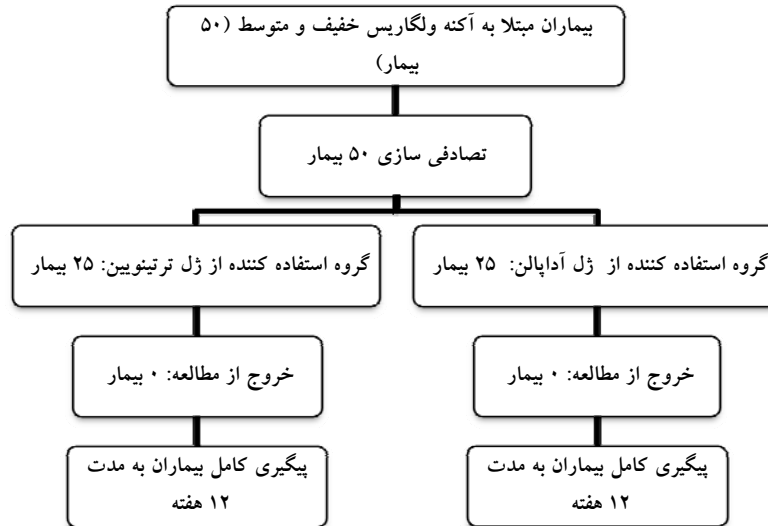 بیماران مبتلا به آکنه ولگاریس خفیف و متوسط (۵۰
بیمار)
تصادفی سازی ۵۰ بیمار
گروه استفاده کننده از ژل آداپالن: ۲۵ بیمار
گروه استفاده کننده از ژل ترتینویین: ۲۵ بیمار
خروج از مطالعه: ۰ بیمار
خروج از مطالعه: ۰ بیمار
پیگیری کامل بیماران به مدت
۱۲ هفته
پیگیری کامل بیماران به مدت
۱۲ هفته